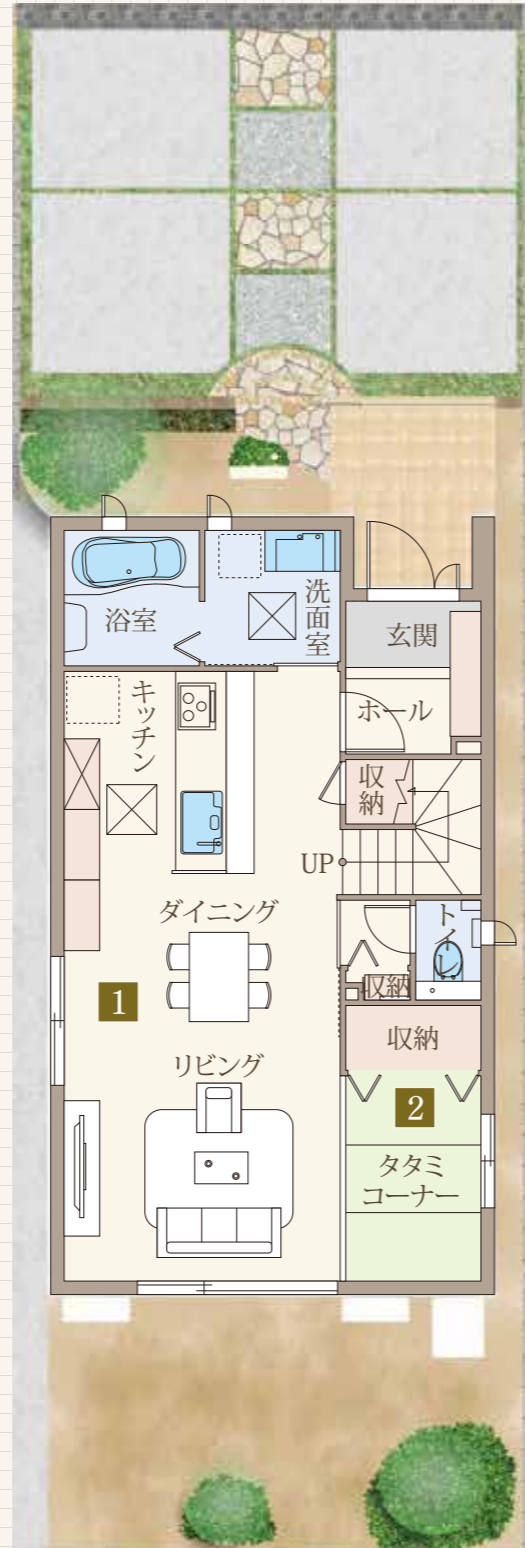 浴室
洗面室
玄関
キッチン
ホール
収納
UP
ダイニング
トイレ
収納
1
収納
リビング
2
タタミ
コーナー